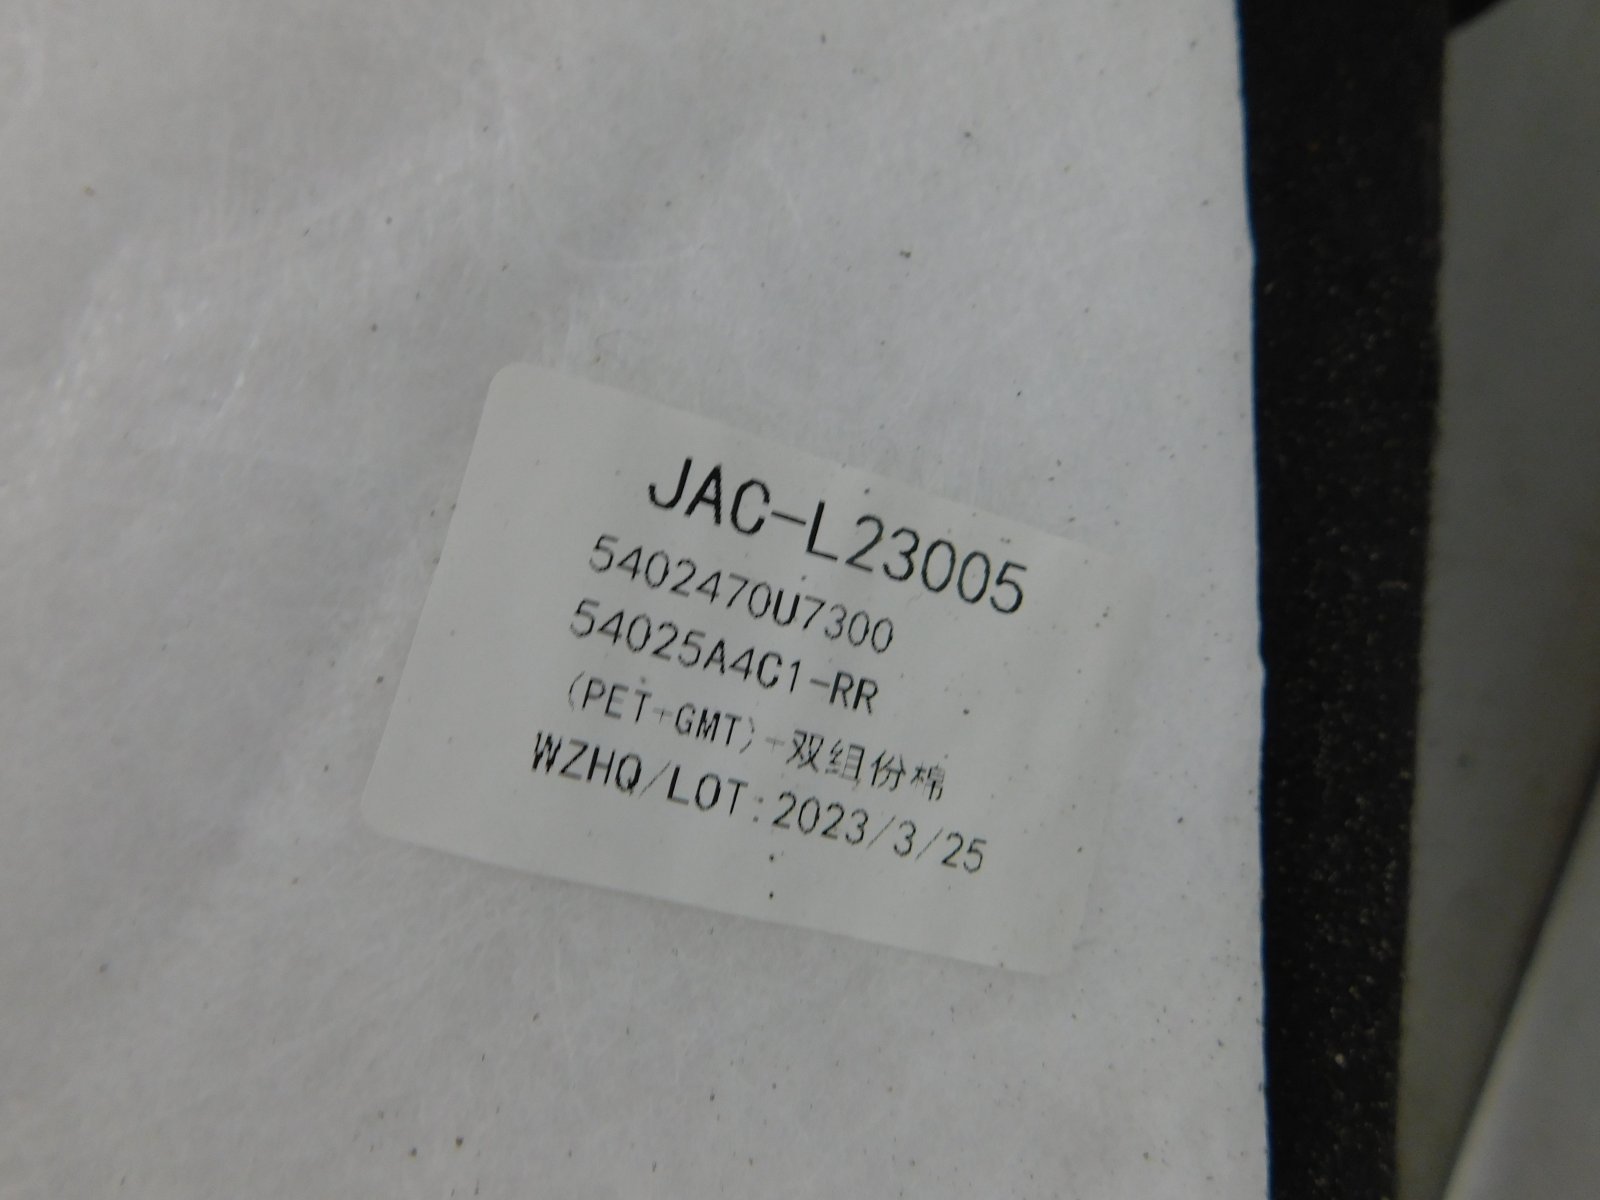 JAC-L23005
5402470U7300
54025A4C1-RR
(PET+GMT)-双组份棉
WZHQ/LOT:2023/3/25